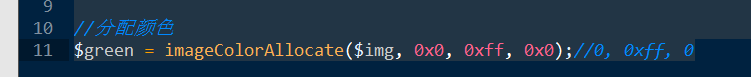 9
10 //分配颜色
11 $green = imageColorAllocate($img, 0x0, 0xff, 0x0);//0, 0xff, 0